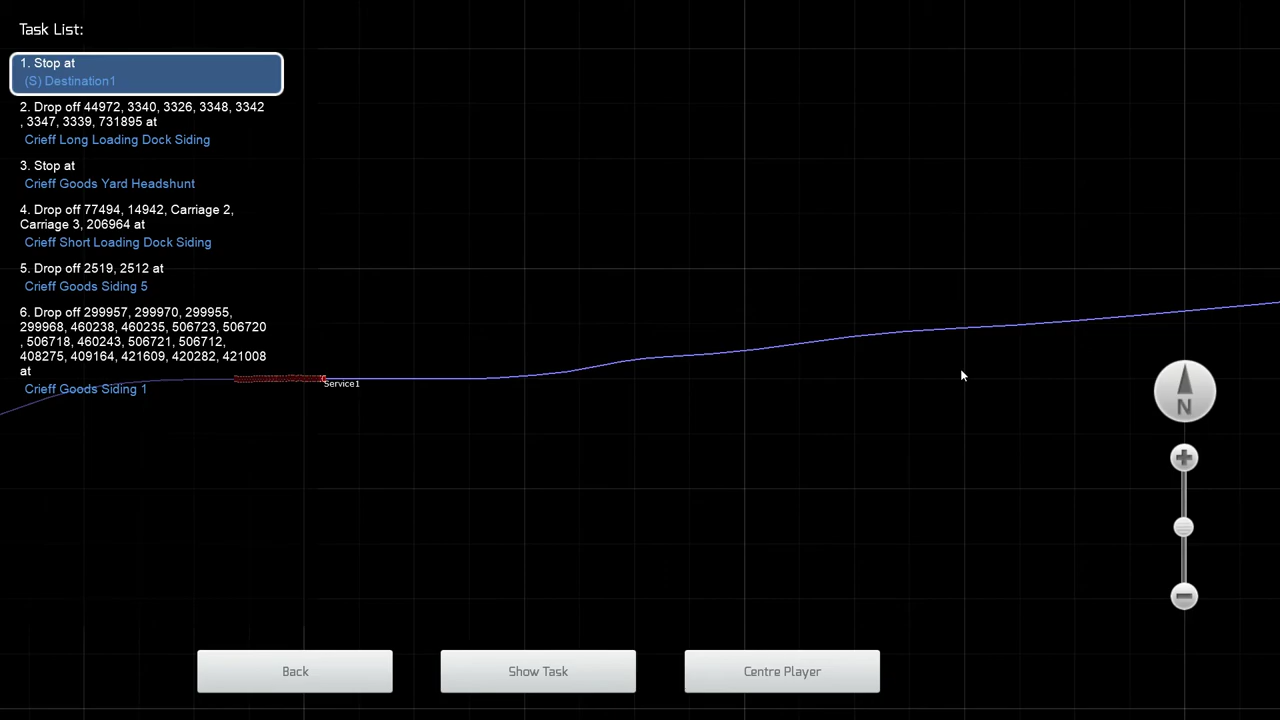 Task List:
1. Stop at
(S) Destination1
2. Drop off 44972, 3340, 3326, 3348, 3342
, 3347, 3339, 731895 at
Crieff Long Loading Dock Siding
3. Stop at
Crieff Goods Yard Headshunt
4. Drop off 77494, 14942, Carriage 2,
Carriage 3, 206964 at
Crieff Short Loading Dock Siding
5. Drop off 2519, 2512 at
Crieff Goods Siding 5
6. Drop off 299957, 299970, 299955,
299968, 460238, 460235, 506723, 506720
, 506718, 460243, 506721, 506712,
408275, 409164, 421609, 420282, 421008
at
Crieff Goods Siding 1
Service1
N
Back
Show Task
Centre Player